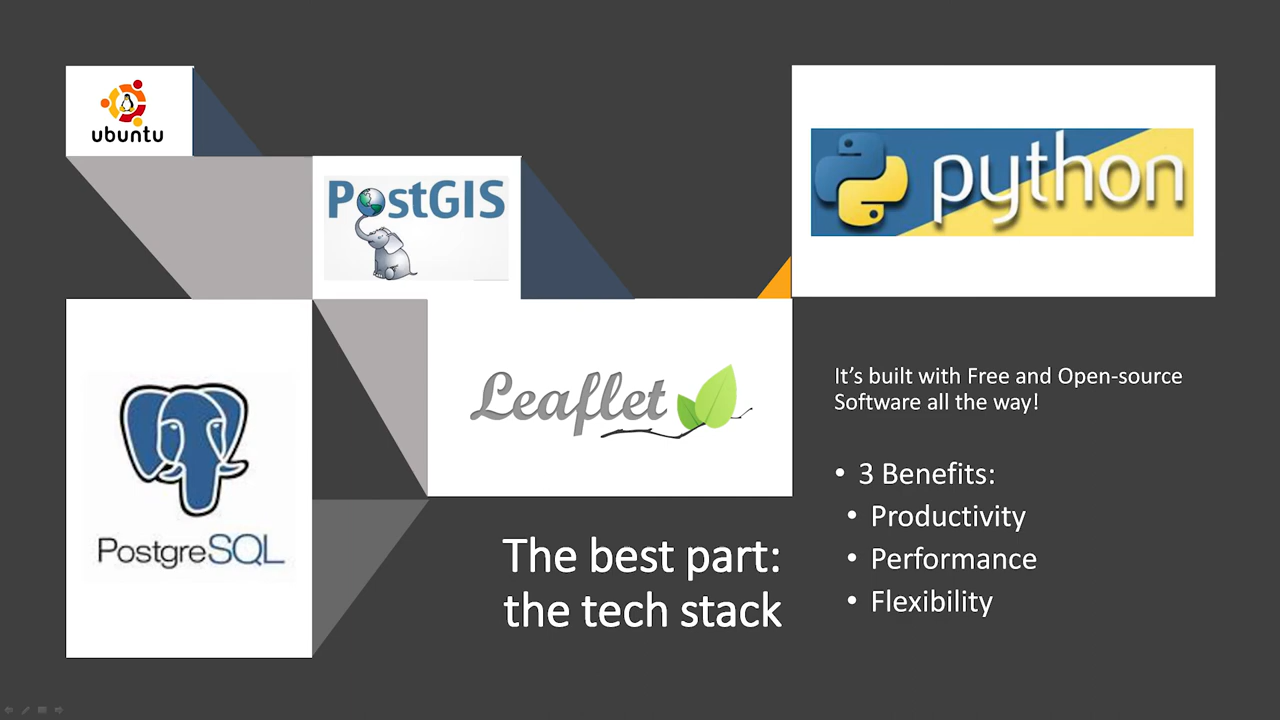 ubuntu
PostGIS
python
PostgreSQL
Leaflet
The best part:
the tech stack
It’s built with Free and Open-source
Software all the way!
• 3 Benefits:
• Productivity
• Performance
• Flexibility